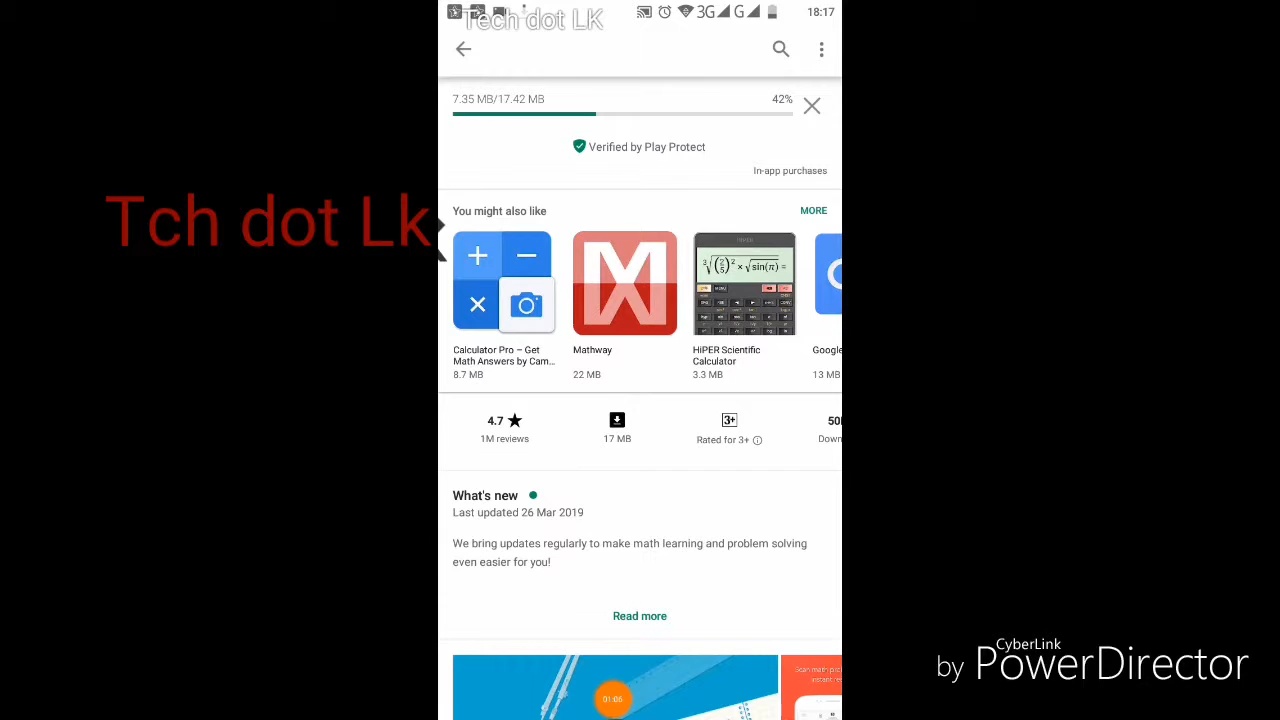 Tech dot LK
3G G 18:17
7.35 MB/17.42 MB 42%
Verified by Play Protect
In-app purchases
Tch dot Lk
You might also like MORE
HiPER
Calculator Pro – Get
Math Answers by Cam...
8.7 MB
Mathway
22 MB
HiPER Scientific
Calculator
3.3 MB
Google
13 MB
4.7 ★
1M reviews
17 MB
3+
Rated for 3+
50
Down
What's new
Last updated 26 Mar 2019
We bring updates regularly to make math learning and problem solving
even easier for you!
Read more
01:06
CyberLink
by PowerDirector